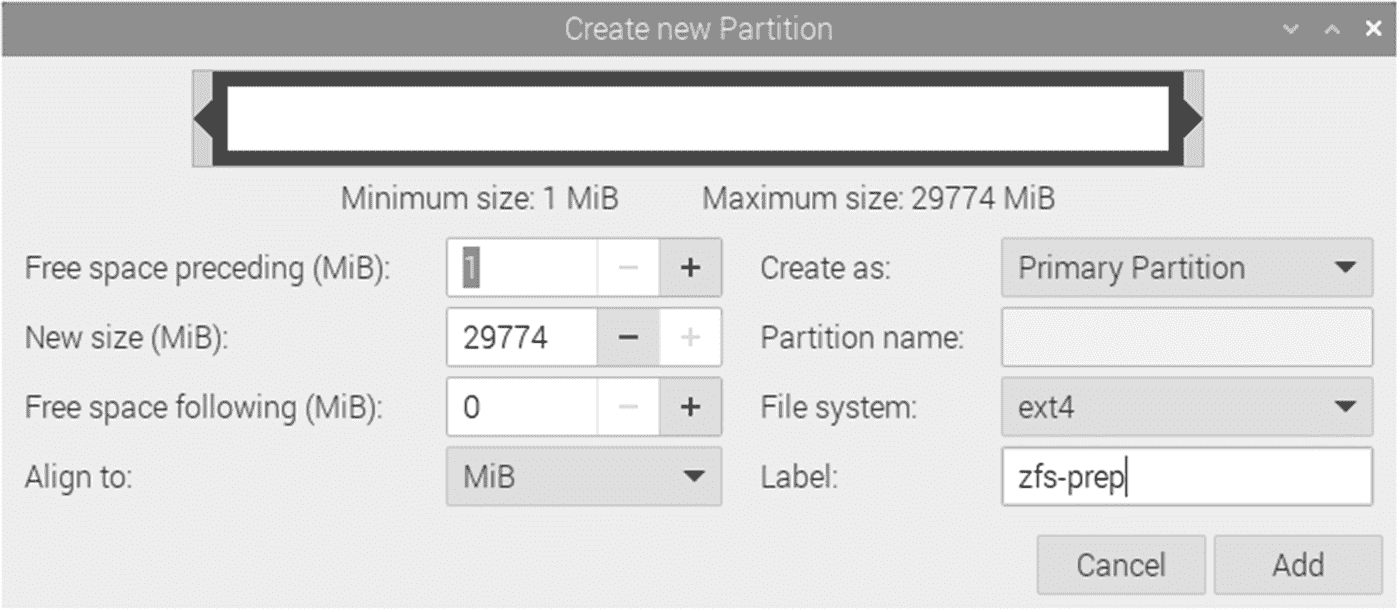 Create new Partition
Minimum size: 1 MiB Maximum size: 29774 MiB
Free space preceding (MiB): 1 − + Create as: Primary Partition
New size (MiB): 29774 − + Partition name:
Free space following (MiB): 0 − + File system: ext4
Align to: MiB Label: zfs-prep
Cancel Add